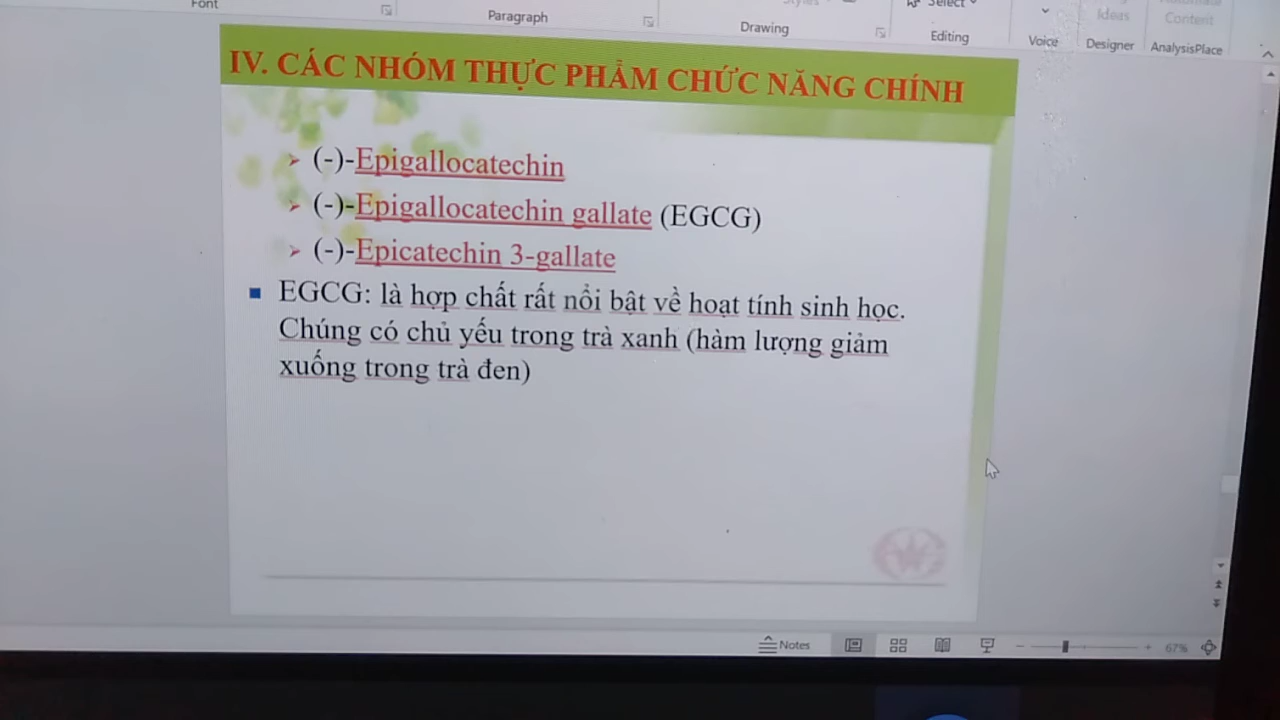 Font
Paragraph
Drawing
Select
Editing
Voice
Ideas
Designer
Content
AnalysisPlace
IV. CÁC NHÓM THỰC PHẨM CHỨC NĂNG CHÍNH
(-)-Epigallocatechin
(-)-Epigallocatechin gallate (EGCG)
(-)-Epicatechin 3-gallate
EGCG: là hợp chất rất nổi bật về hoạt tính sinh học.
Chúng có chủ yếu trong trà xanh (hàm lượng giảm
xuống trong trà đen)
Notes
67%